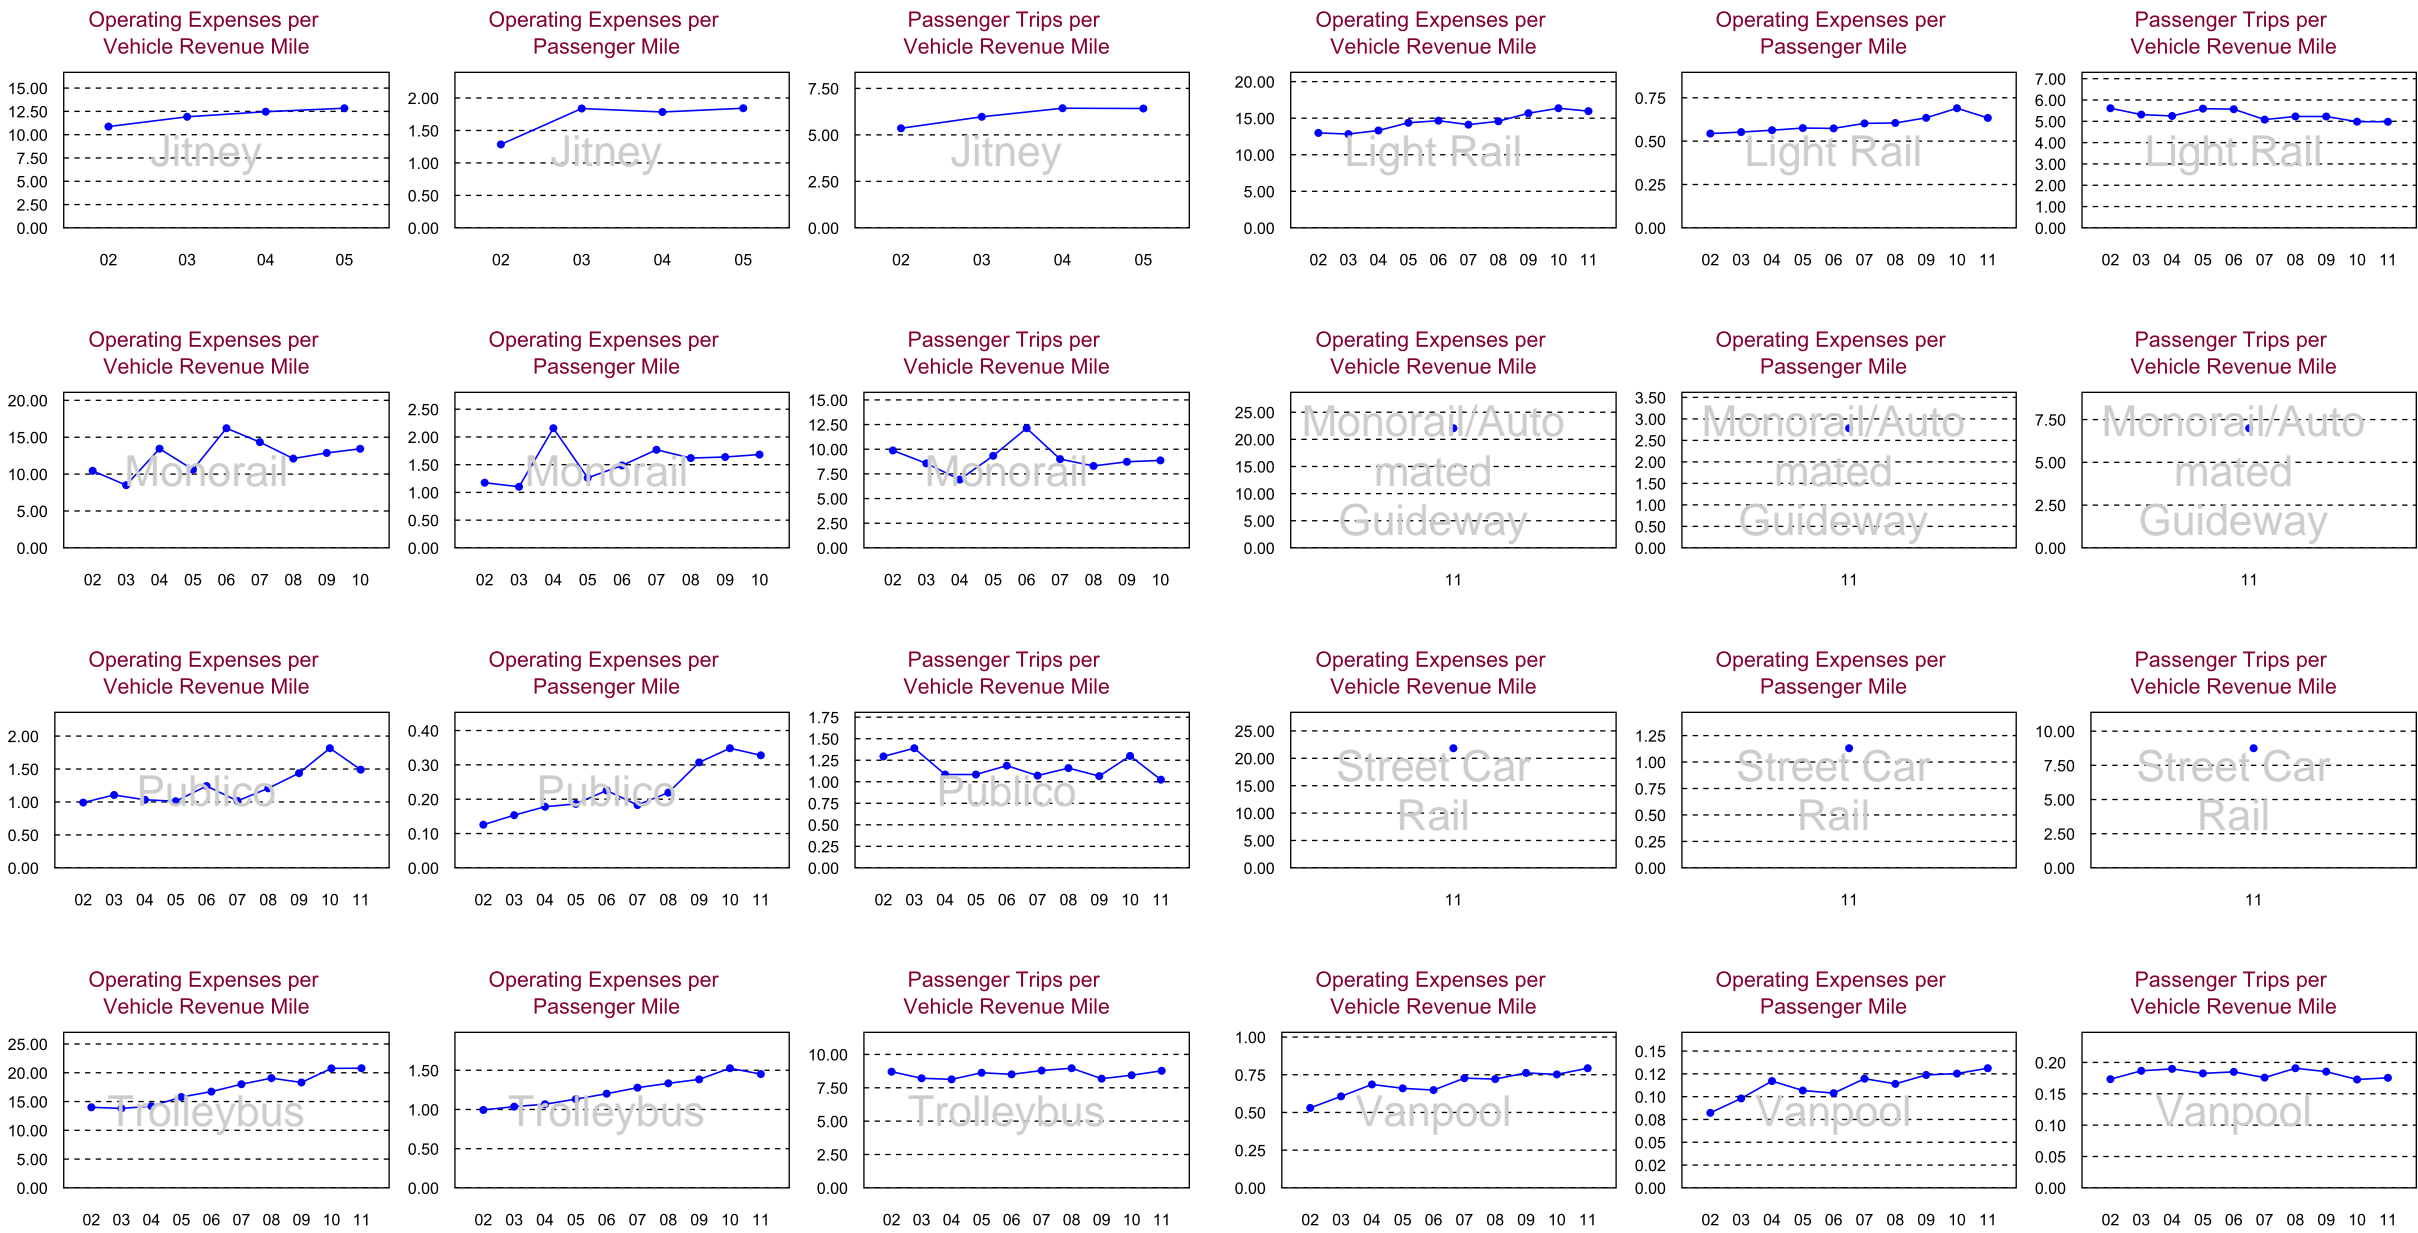 Operating Expenses per
Vehicle Revenue Mile
15.00
12.50
10.00
7.50
5.00
2.50
0.00
Jitney
02 03 04 05
Operating Expenses per
Passenger Mile
2.00
1.50
1.00
0.50
0.00
Jitney
02 03 04 05
Passenger Trips per
Vehicle Revenue Mile
7.50
5.00
2.50
0.00
Jitney
02 03 04 05
Operating Expenses per
Vehicle Revenue Mile
20.00
15.00
10.00
5.00
0.00
Light Rail
02 03 04 05 06 07 08 09 10 11
Operating Expenses per
Passenger Mile
0.75
0.50
0.25
0.00
Light Rail
02 03 04 05 06 07 08 09 10 11
Passenger Trips per
Vehicle Revenue Mile
7.00
6.00
5.00
4.00
3.00
2.00
1.00
0.00
Light Rail
02 03 04 05 06 07 08 09 10 11
Operating Expenses per
Vehicle Revenue Mile
20.00
15.00
10.00
5.00
0.00
Monorail
02 03 04 05 06 07 08 09 10
Operating Expenses per
Passenger Mile
2.50
2.00
1.50
1.00
0.50
0.00
Monorail
02 03 04 05 06 07 08 09 10
Passenger Trips per
Vehicle Revenue Mile
15.00
12.50
10.00
7.50
5.00
2.50
0.00
Monorail
02 03 04 05 06 07 08 09 10
Operating Expenses per
Vehicle Revenue Mile
25.00
20.00
15.00
10.00
5.00
0.00
Monorail/Auto
mated
Guideway
11
Operating Expenses per
Passenger Mile
3.50
3.00
2.50
2.00
1.50
1.00
0.50
0.00
Monorail/Auto
mated
Guideway
11
Passenger Trips per
Vehicle Revenue Mile
7.50
5.00
2.50
0.00
Monorail/Auto
mated
Guideway
11
Operating Expenses per
Vehicle Revenue Mile
2.00
1.50
1.00
0.50
0.00
Publico
02 03 04 05 06 07 08 09 10 11
Operating Expenses per
Passenger Mile
0.40
0.30
0.20
0.10
0.00
Publico
02 03 04 05 06 07 08 09 10 11
Passenger Trips per
Vehicle Revenue Mile
1.75
1.50
1.25
1.00
0.75
0.50
0.25
0.00
Publico
02 03 04 05 06 07 08 09 10 11
Operating Expenses per
Vehicle Revenue Mile
25.00
20.00
15.00
10.00
5.00
0.00
Street Car
Rail
11
Operating Expenses per
Passenger Mile
1.25
1.00
0.75
0.50
0.25
0.00
Street Car
Rail
11
Passenger Trips per
Vehicle Revenue Mile
10.00
7.50
5.00
2.50
0.00
Street Car
Rail
11
Operating Expenses per
Vehicle Revenue Mile
25.00
20.00
15.00
10.00
5.00
0.00
Trolleybus
02 03 04 05 06 07 08 09 10 11
Operating Expenses per
Passenger Mile
1.50
1.00
0.50
0.00
Trolleybus
02 03 04 05 06 07 08 09 10 11
Passenger Trips per
Vehicle Revenue Mile
10.00
7.50
5.00
2.50
0.00
Trolleybus
02 03 04 05 06 07 08 09 10 11
Operating Expenses per
Vehicle Revenue Mile
1.00
0.75
0.50
0.25
0.00
Vanpool
02 03 04 05 06 07 08 09 10 11
Operating Expenses per
Passenger Mile
0.15
0.12
0.10
0.08
0.05
0.02
0.00
Vanpool
02 03 04 05 06 07 08 09 10 11
Passenger Trips per
Vehicle Revenue Mile
0.20
0.15
0.10
0.05
0.00
Vanpool
02 03 04 05 06 07 08 09 10 11